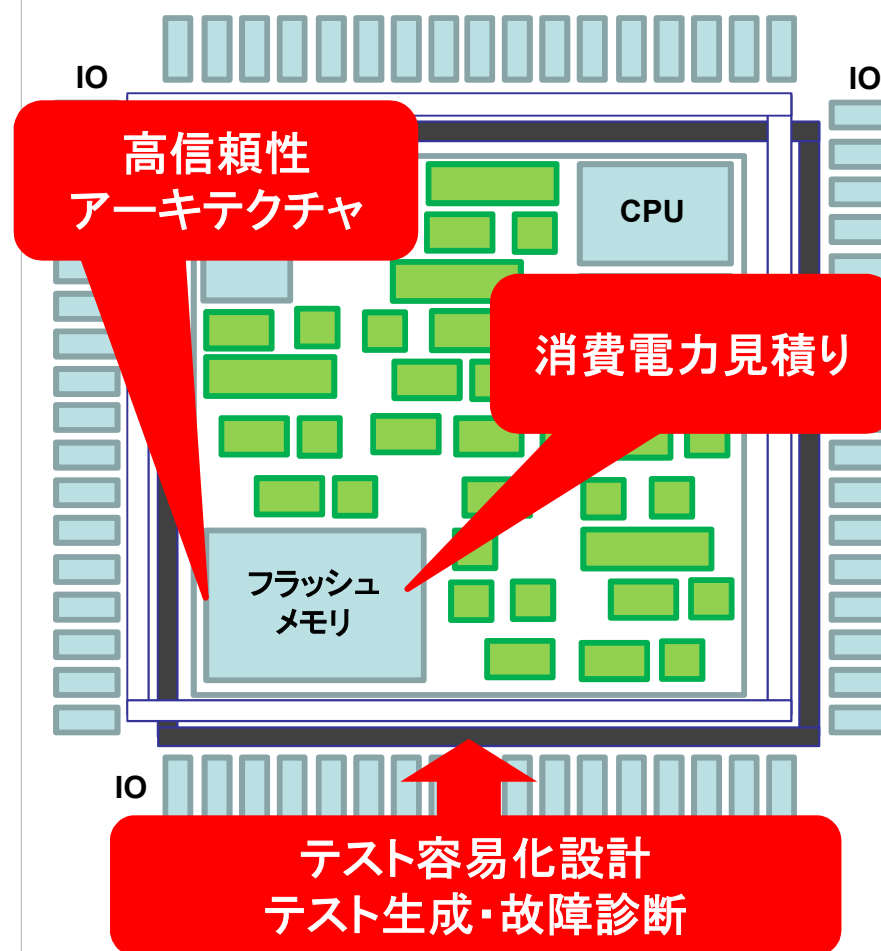 IO
IO
高信頼性
アーキテクチャ
CPU
消費電力見積り
フラッシュ
メモリ
IO
テスト容易化設計
テスト生成・故障診断